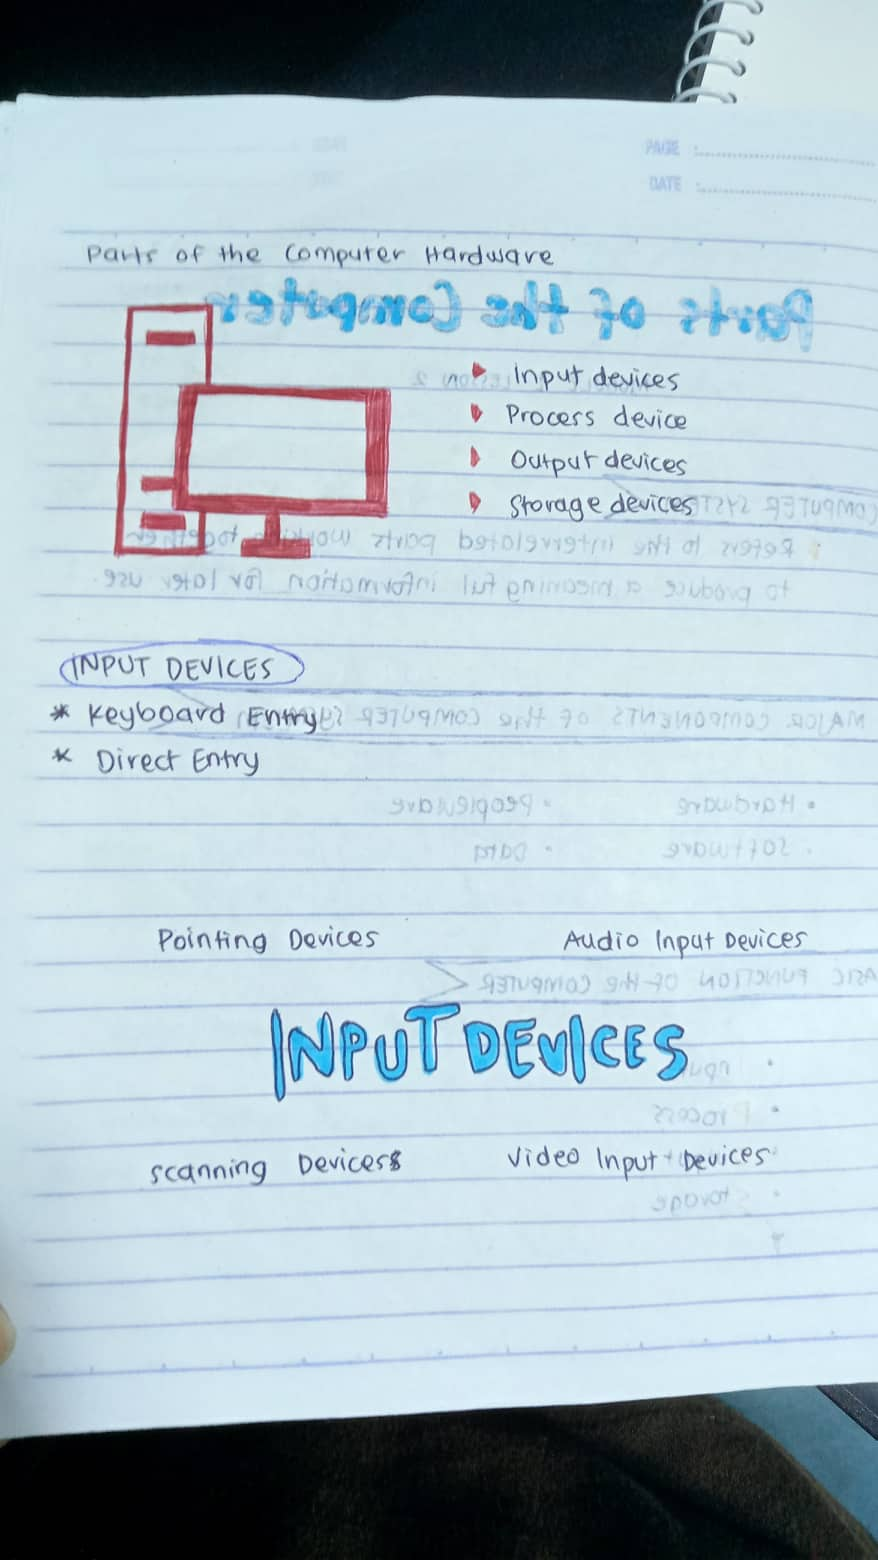 PAGE :
DATE :
Parts of the Computer Hardware
Input devices
Process device
Output devices
Storage devices
INPUT DEVICES
* Keyboard Entry
* Direct Entry
Pointing Devices Audio Input Devices
INPUT DEVICES
Scanning Devices Video Input Devices